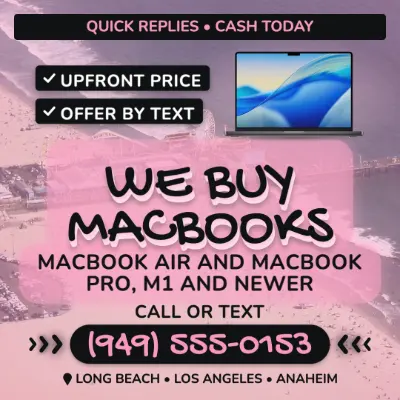 QUICK REPLIES • CASH TODAY
✓ UPFRONT PRICE
✓ OFFER BY TEXT
WE BUY
MACBOOKS
MACBOOK AIR AND MACBOOK
PRO, M1 AND NEWER
CALL OR TEXT
(949) 555-0153
LONG BEACH • LOS ANGELES • ANAHEIM